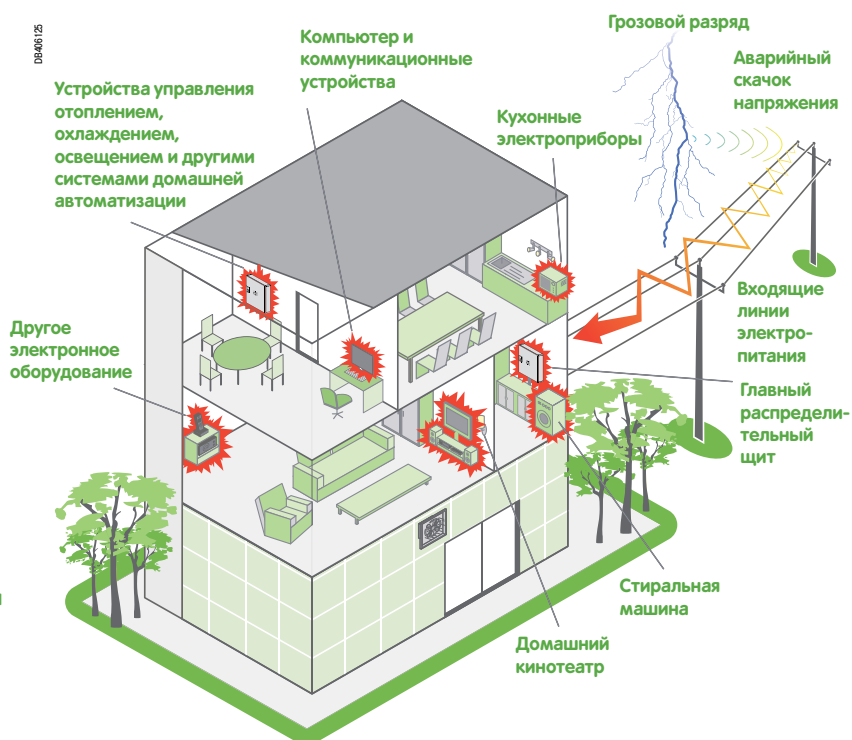 DB406125
Грозовой разряд
Компьютер и
коммуникационные
устройства
Аварийный
скачок
напряжения
Устройства управления
отоплением,
охлаждением,
освещением и другими
системами домашней
автоматизации
Кухонные
электроприборы
Входящие
линии
электро-
питания
Другое
электронное
оборудование
Главный
распредели-
тельный
щит
Стиральная
машина
Домашний
кинотеатр